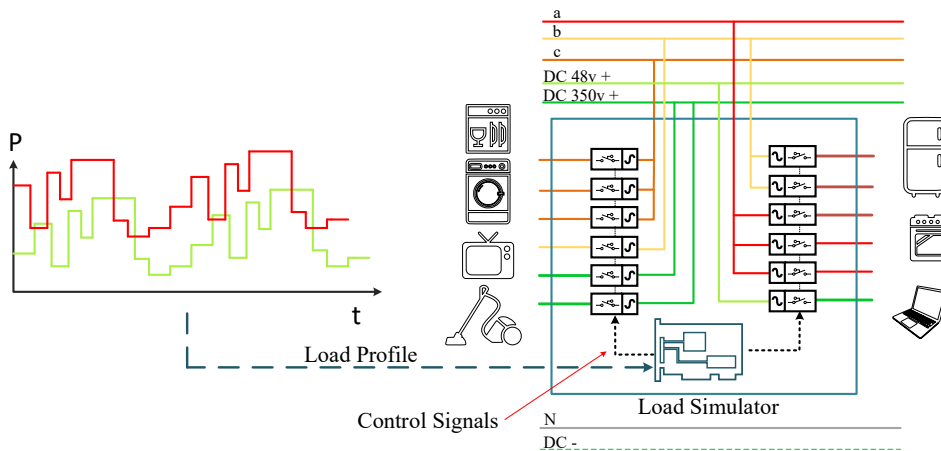 a
b
c
DC 48v +
DC 350v +
P
t
Load Profile
Control Signals
Load Simulator
N
DC -